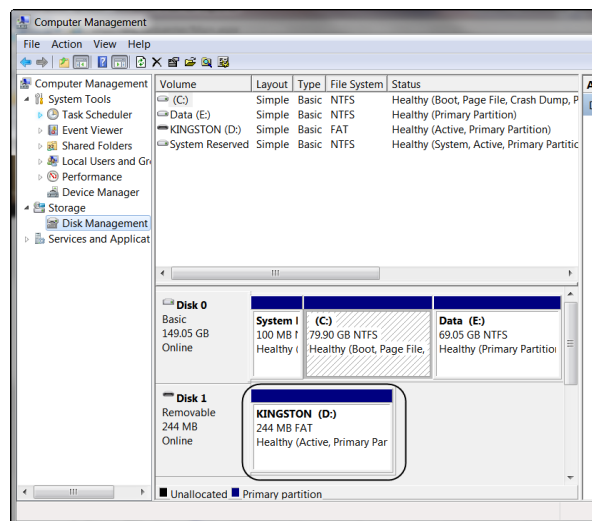 Computer Management
File Action View Help
Computer Management
System Tools
Task Scheduler
Event Viewer
Shared Folders
Local Users and Gr
Performance
Device Manager
Storage
Disk Management
Services and Applicat
Volume Layout Type File System Status
(C:) Simple Basic NTFS Healthy (Boot, Page File, Crash Dump, P
Data (E:) Simple Basic NTFS Healthy (Primary Partition)
KINGSTON (D:) Simple Basic FAT Healthy (Active, Primary Partition)
System Reserved Simple Basic NTFS Healthy (System, Active, Primary Partitic
A
Disk 0
Basic
149.05 GB
Online
System
100 MB
Healthy (
(C:)
79.90 GB NTFS
Healthy (Boot, Page File,
Data (E:)
69.05 GB NTFS
Healthy (Primary Partition
Disk 1
Removable
244 MB
Online
KINGSTON (D:)
244 MB FAT
Healthy (Active, Primary Par
Unallocated Primary partition